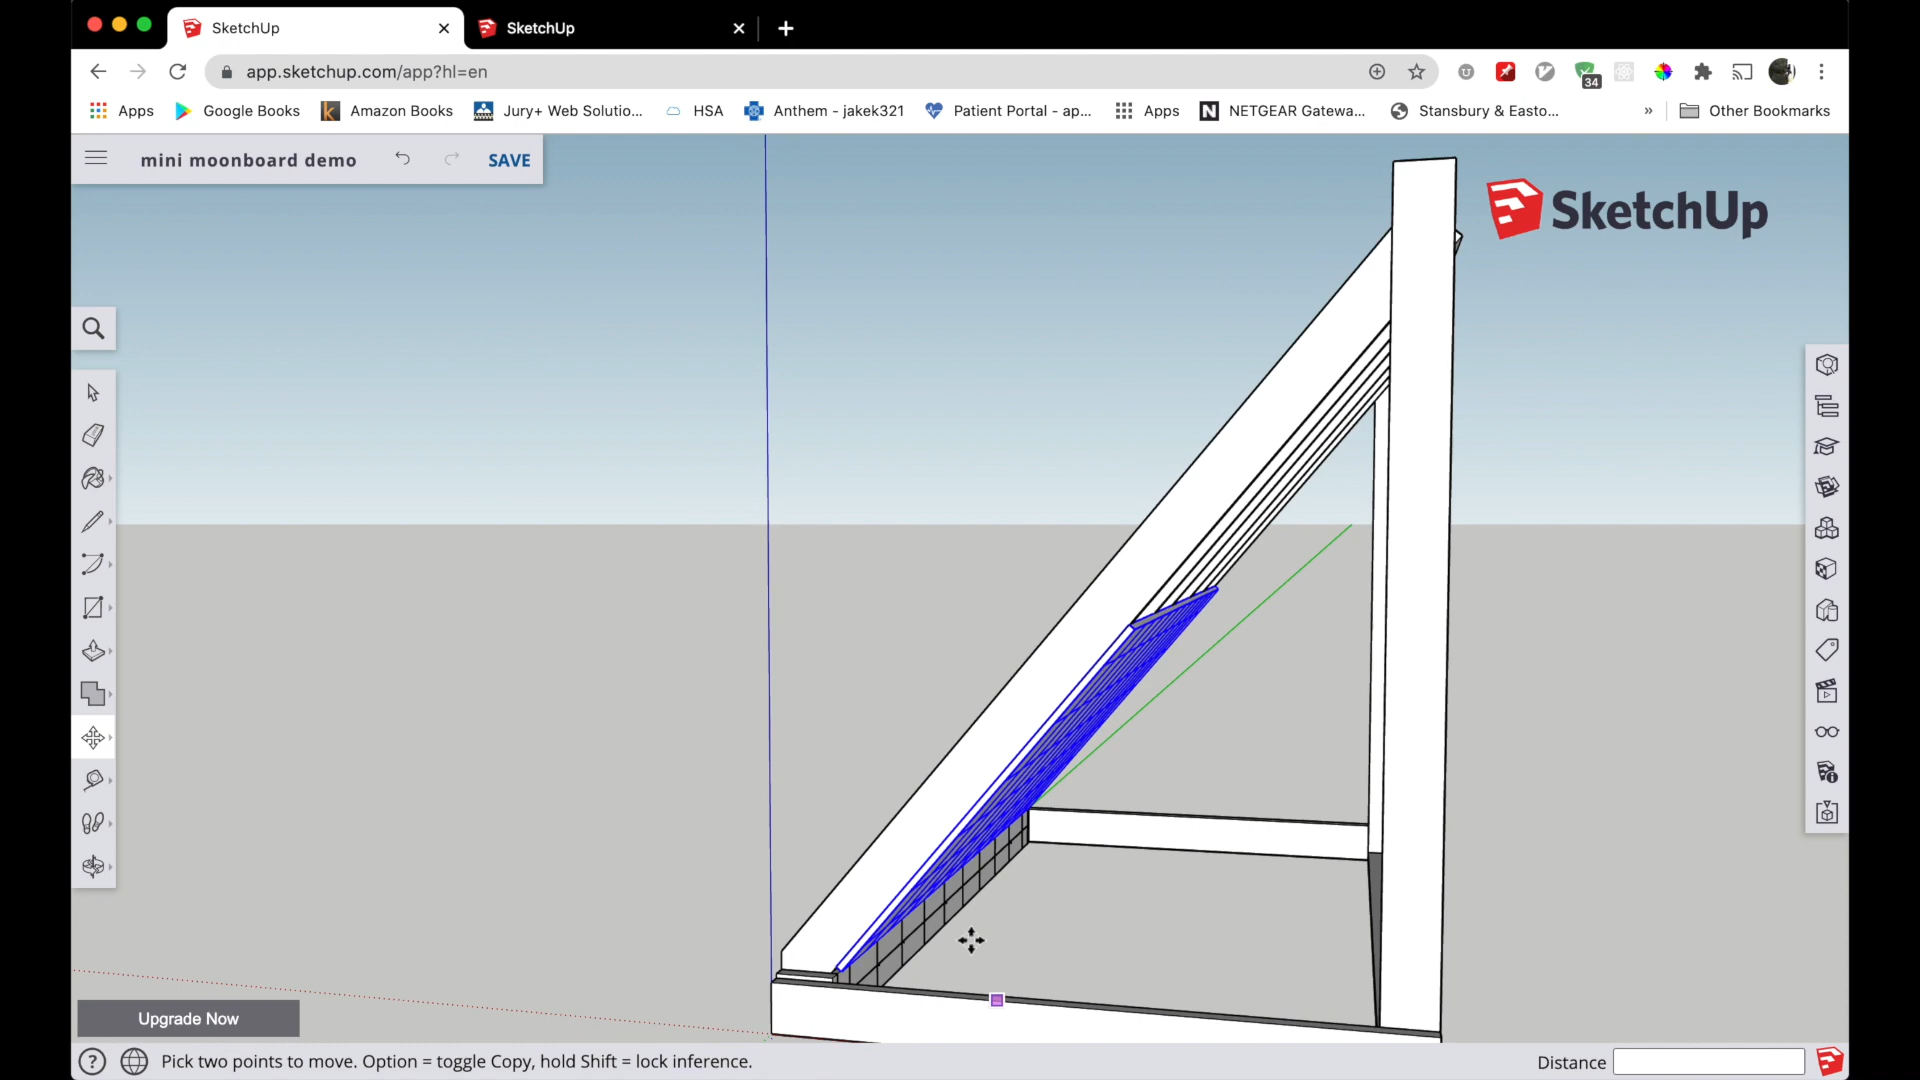 SketchUp
SketchUp
app.sketchup.com/app?hl=en
34
Apps
Google Books
Amazon Books
Jury+ Web Solutio...
HSA
Anthem - jakek321
Patient Portal - ap...
Apps
NETGEAR Gatewa...
Stansbury & Easto...
»
Other Bookmarks
mini moonboard demo
SAVE
SketchUp
Upgrade Now
Pick two points to move. Option = toggle Copy, hold Shift = lock inference.
Distance